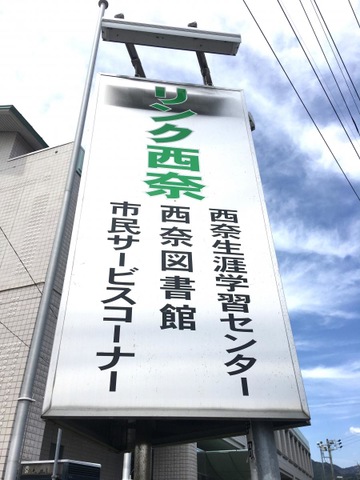 リンク西奈
西奈生涯学習センター
西奈図書館
市民サービスコーナー